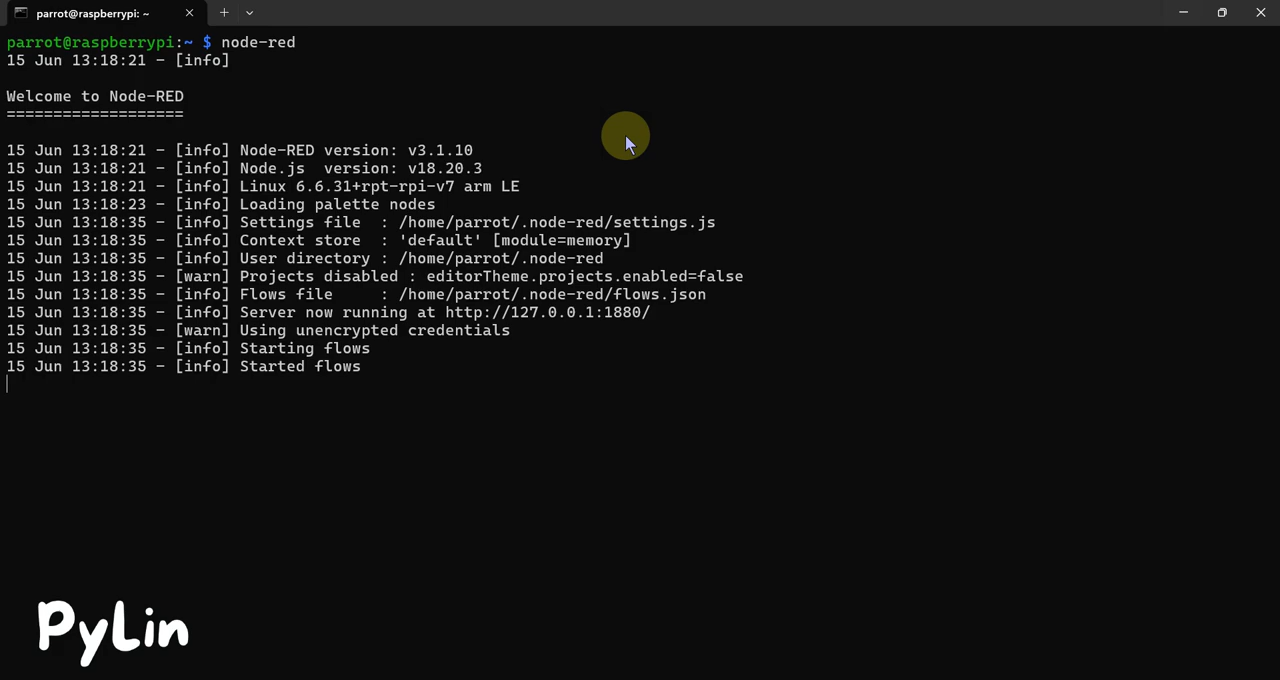 parrot@raspberrypi: ~
parrot@raspberrypi:~ $ node-red
15 Jun 13:18:21 - [info]
Welcome to Node-RED
===================
15 Jun 13:18:21 - [info] Node-RED version: v3.1.10
15 Jun 13:18:21 - [info] Node.js  version: v18.20.3
15 Jun 13:18:21 - [info] Linux 6.6.31+rpt-rpi-v7 arm LE
15 Jun 13:18:23 - [info] Loading palette nodes
15 Jun 13:18:35 - [info] Settings file  : /home/parrot/.node-red/settings.js
15 Jun 13:18:35 - [info] Context store  : 'default' [module=memory]
15 Jun 13:18:35 - [info] User directory : /home/parrot/.node-red
15 Jun 13:18:35 - [warn] Projects disabled : editorTheme.projects.enabled=false
15 Jun 13:18:35 - [info] Flows file     : /home/parrot/.node-red/flows.json
15 Jun 13:18:35 - [info] Server now running at http://127.0.0.1:1880/
15 Jun 13:18:35 - [warn] Using unencrypted credentials
15 Jun 13:18:35 - [info] Starting flows
15 Jun 13:18:35 - [info] Started flows
PyLin